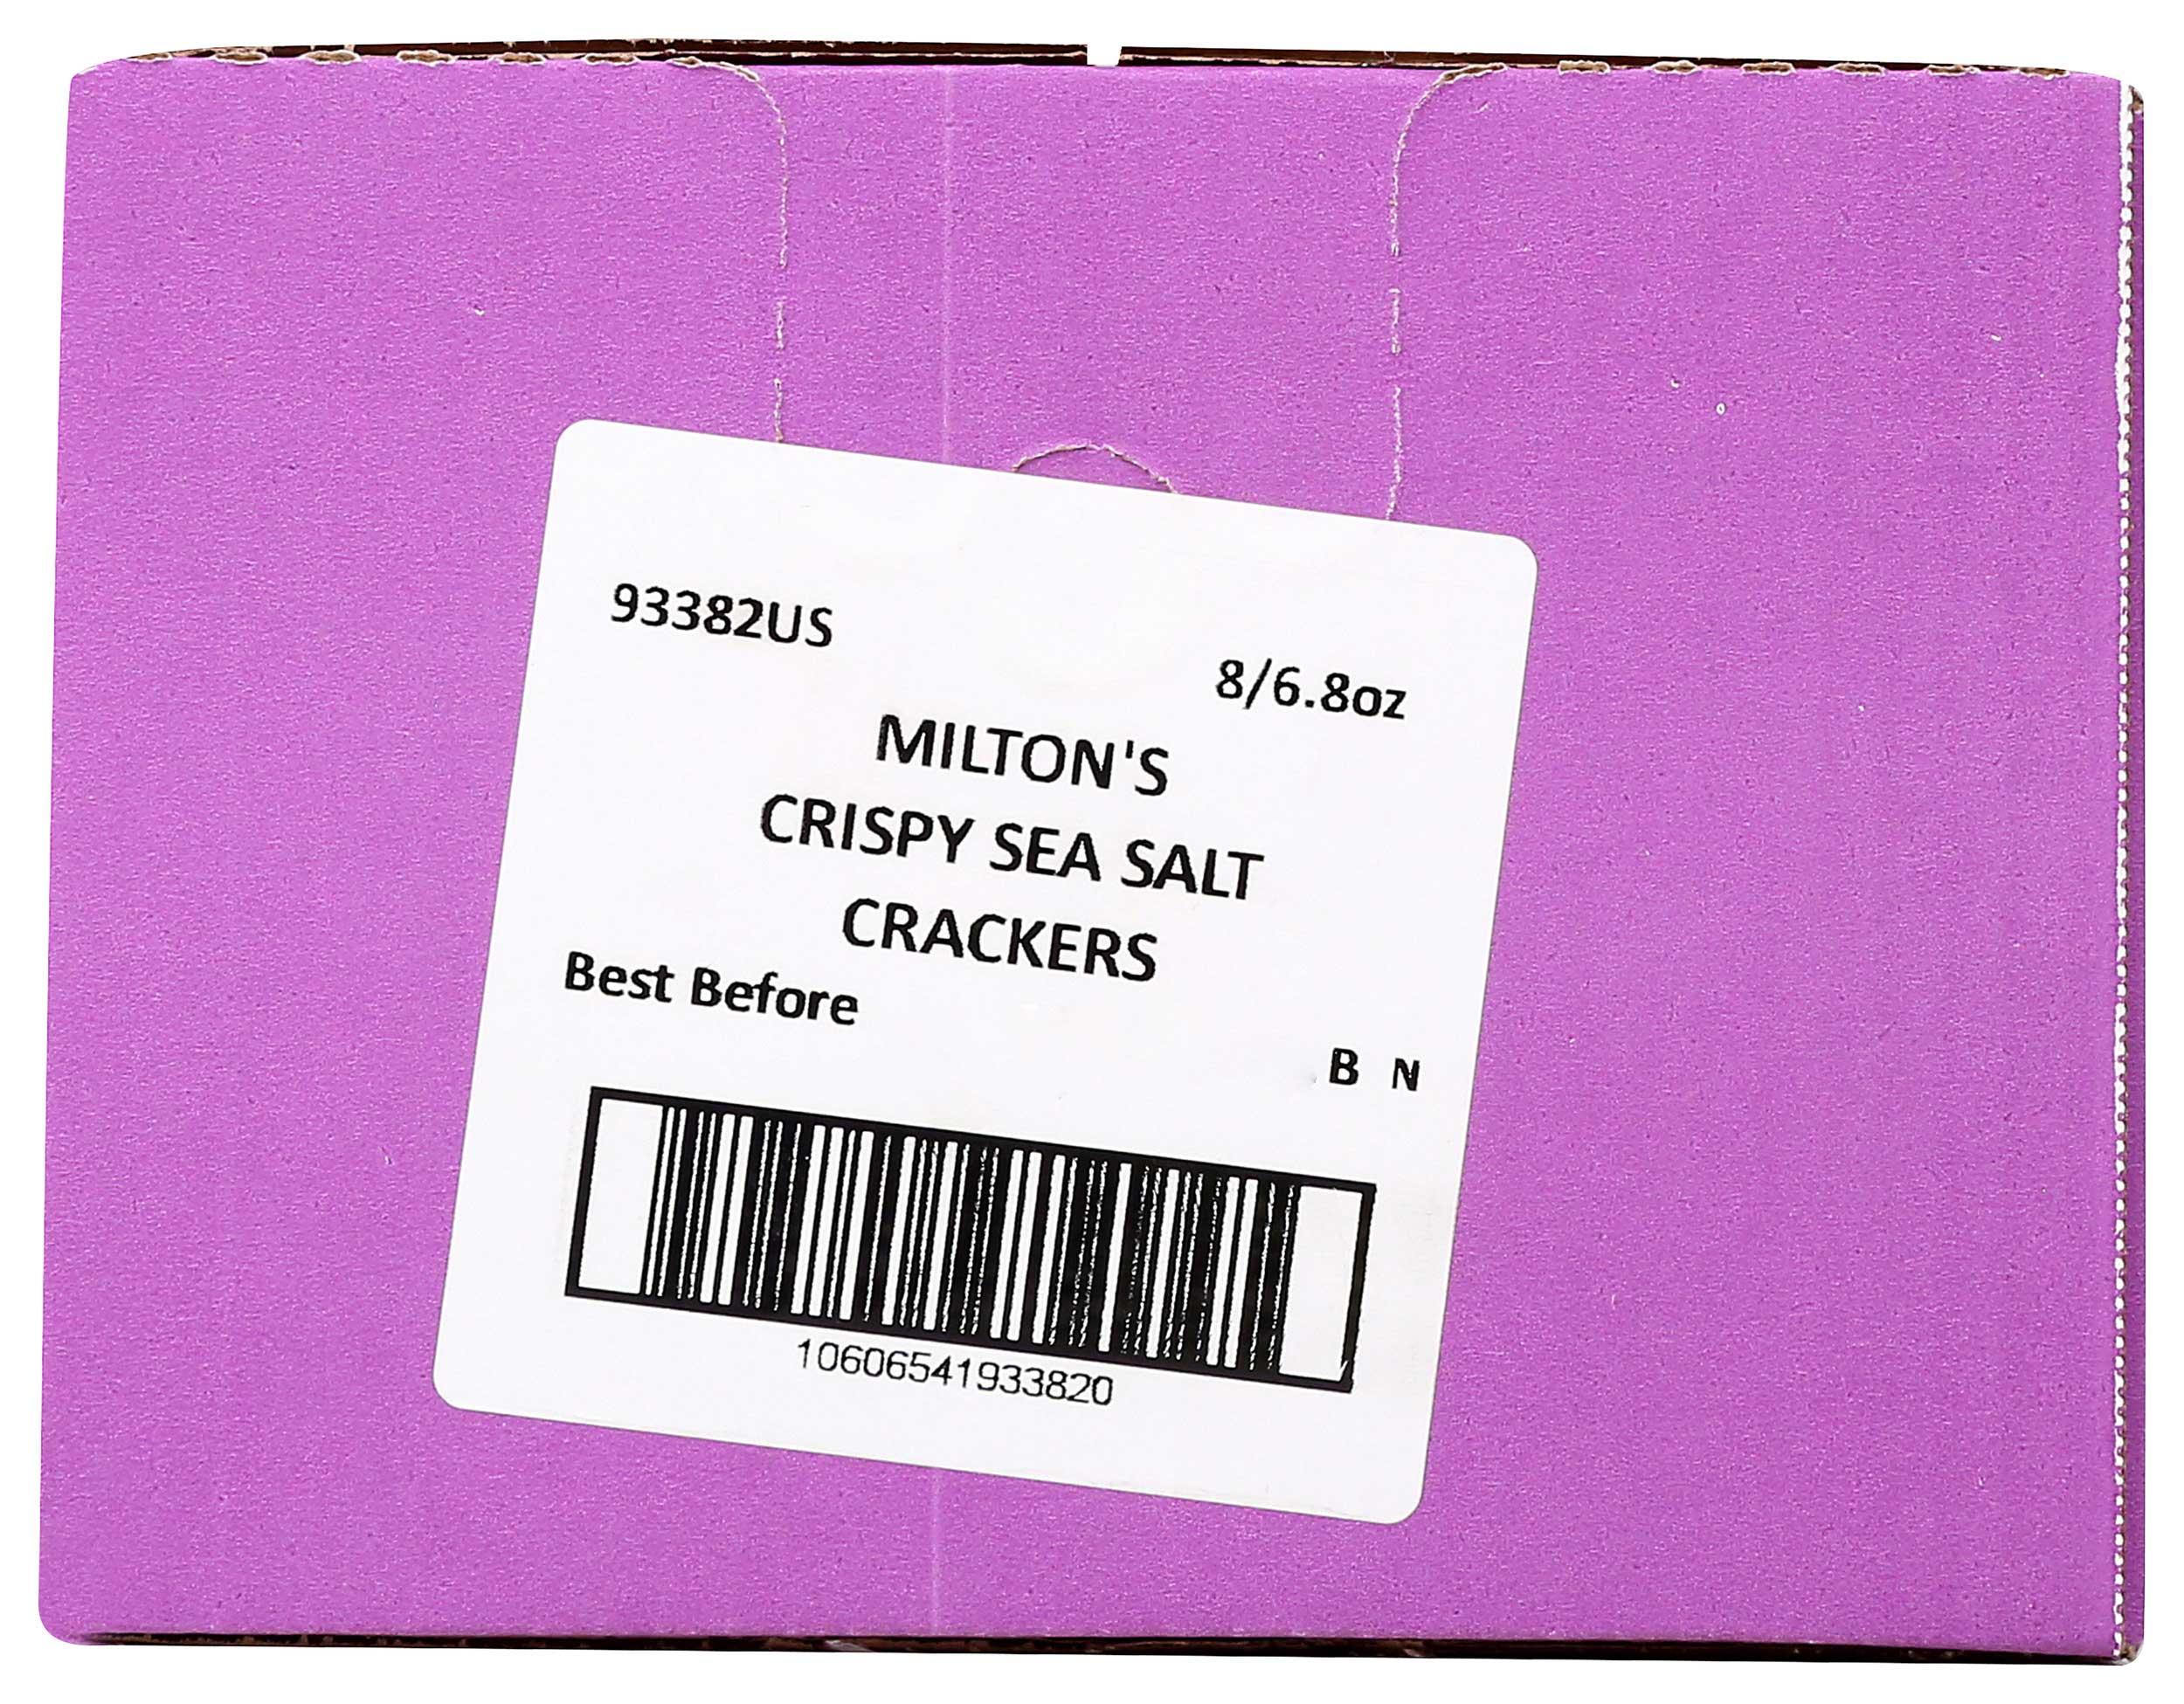 93382US
8/6.8oz
MILTON'S
CRISPY SEA SALT
CRACKERS
Best Before
B N
10606541933820